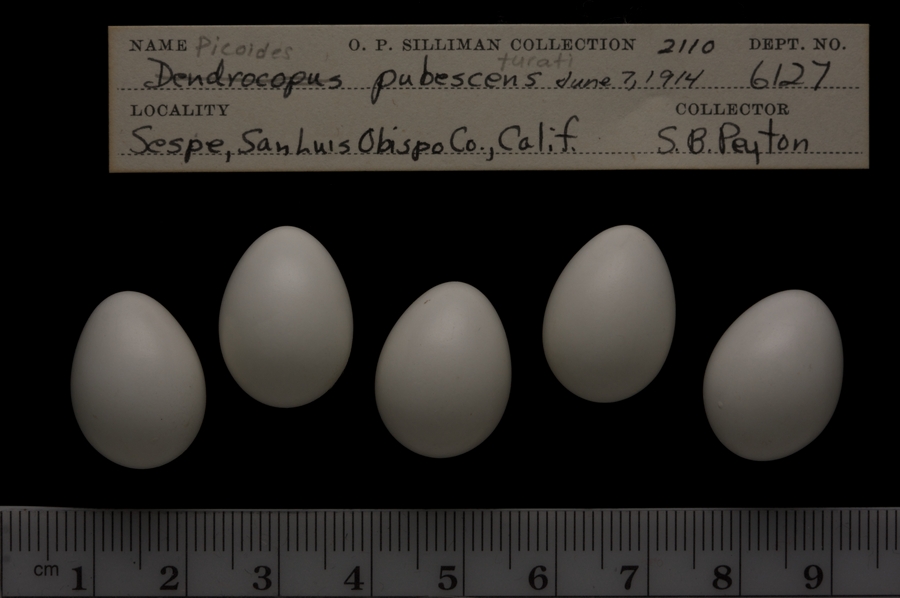 NAME Picoides O. P. SILLIMAN COLLECTION 2110 DEPT. NO.
turati
Dendrocopus pubescens June 7, 1914 6127
LOCALITY COLLECTOR
Sespe, San Luis Obispo Co., Calif. S. B. Peyton
cm 1 2 3 4 5 6 7 8 9